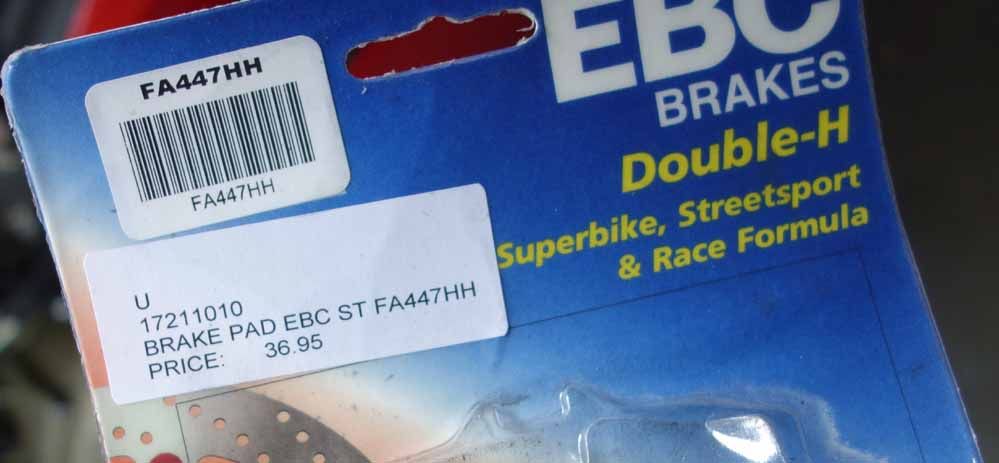 FA447HH
FA447HH
EBC
BRAKES
Double-H
Superbike, Streetsport
& Race Formula
U
17211010
BRAKE PAD EBC ST FA447HH
PRICE: 36.95